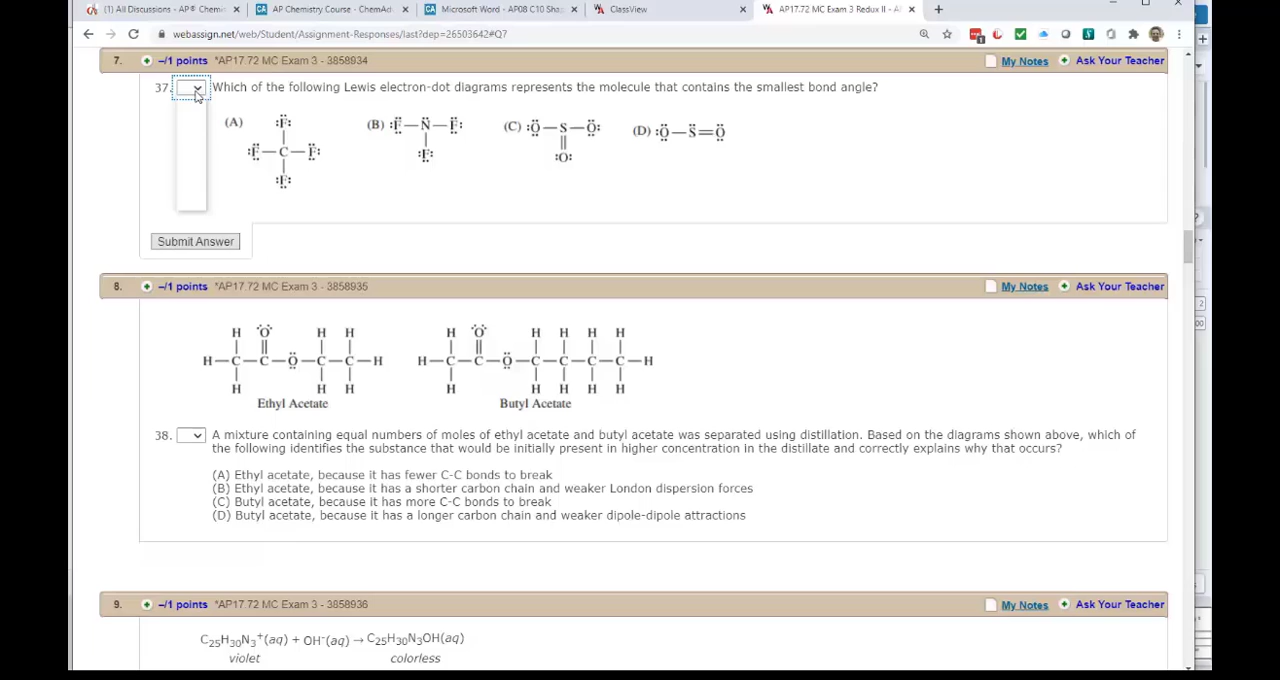 (1) All Discussions - AP® Chemi
AP Chemistry Course - ChemAd
Microsoft Word - AP08 C10 Sho
ClassView
AP17.72 MC Exam 3 Redux II - A
webassign.net/web/Student/Assignment-Responses/last?dep=26503642#Q7
7. –/1 points *AP17.72 MC Exam 3 - 3858934 My Notes Ask Your Teacher
37. Which of the following Lewis electron-dot diagrams represents the molecule that contains the smallest bond angle?
(A) F F C F F
(B) F N F F
(C) O S O O
(D) O S O
Submit Answer
8. –/1 points *AP17.72 MC Exam 3 - 3858935 My Notes Ask Your Teacher
H O H H H O H H H H
H C C O C C H H C C O C C C C H
H H H H H H H H
Ethyl Acetate Butyl Acetate
38. A mixture containing equal numbers of moles of ethyl acetate and butyl acetate was separated using distillation. Based on the diagrams shown above, which of
the following identifies the substance that would be initially present in higher concentration in the distillate and correctly explains why that occurs?
(A) Ethyl acetate, because it has fewer C-C bonds to break
(B) Ethyl acetate, because it has a shorter carbon chain and weaker London dispersion forces
(C) Butyl acetate, because it has more C-C bonds to break
(D) Butyl acetate, because it has a longer carbon chain and weaker dipole-dipole attractions
9. –/1 points *AP17.72 MC Exam 3 - 3858936 My Notes Ask Your Teacher
C₂₅H₃₀N₃⁺(aq) + OH⁻(aq) → C₂₅H₃₀N₃OH(aq)
violet colorless